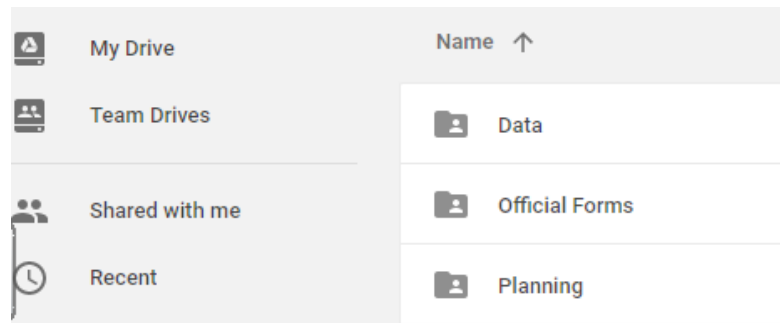 My Drive
Team Drives
Shared with me
Recent
Name ↑
Data
Official Forms
Planning